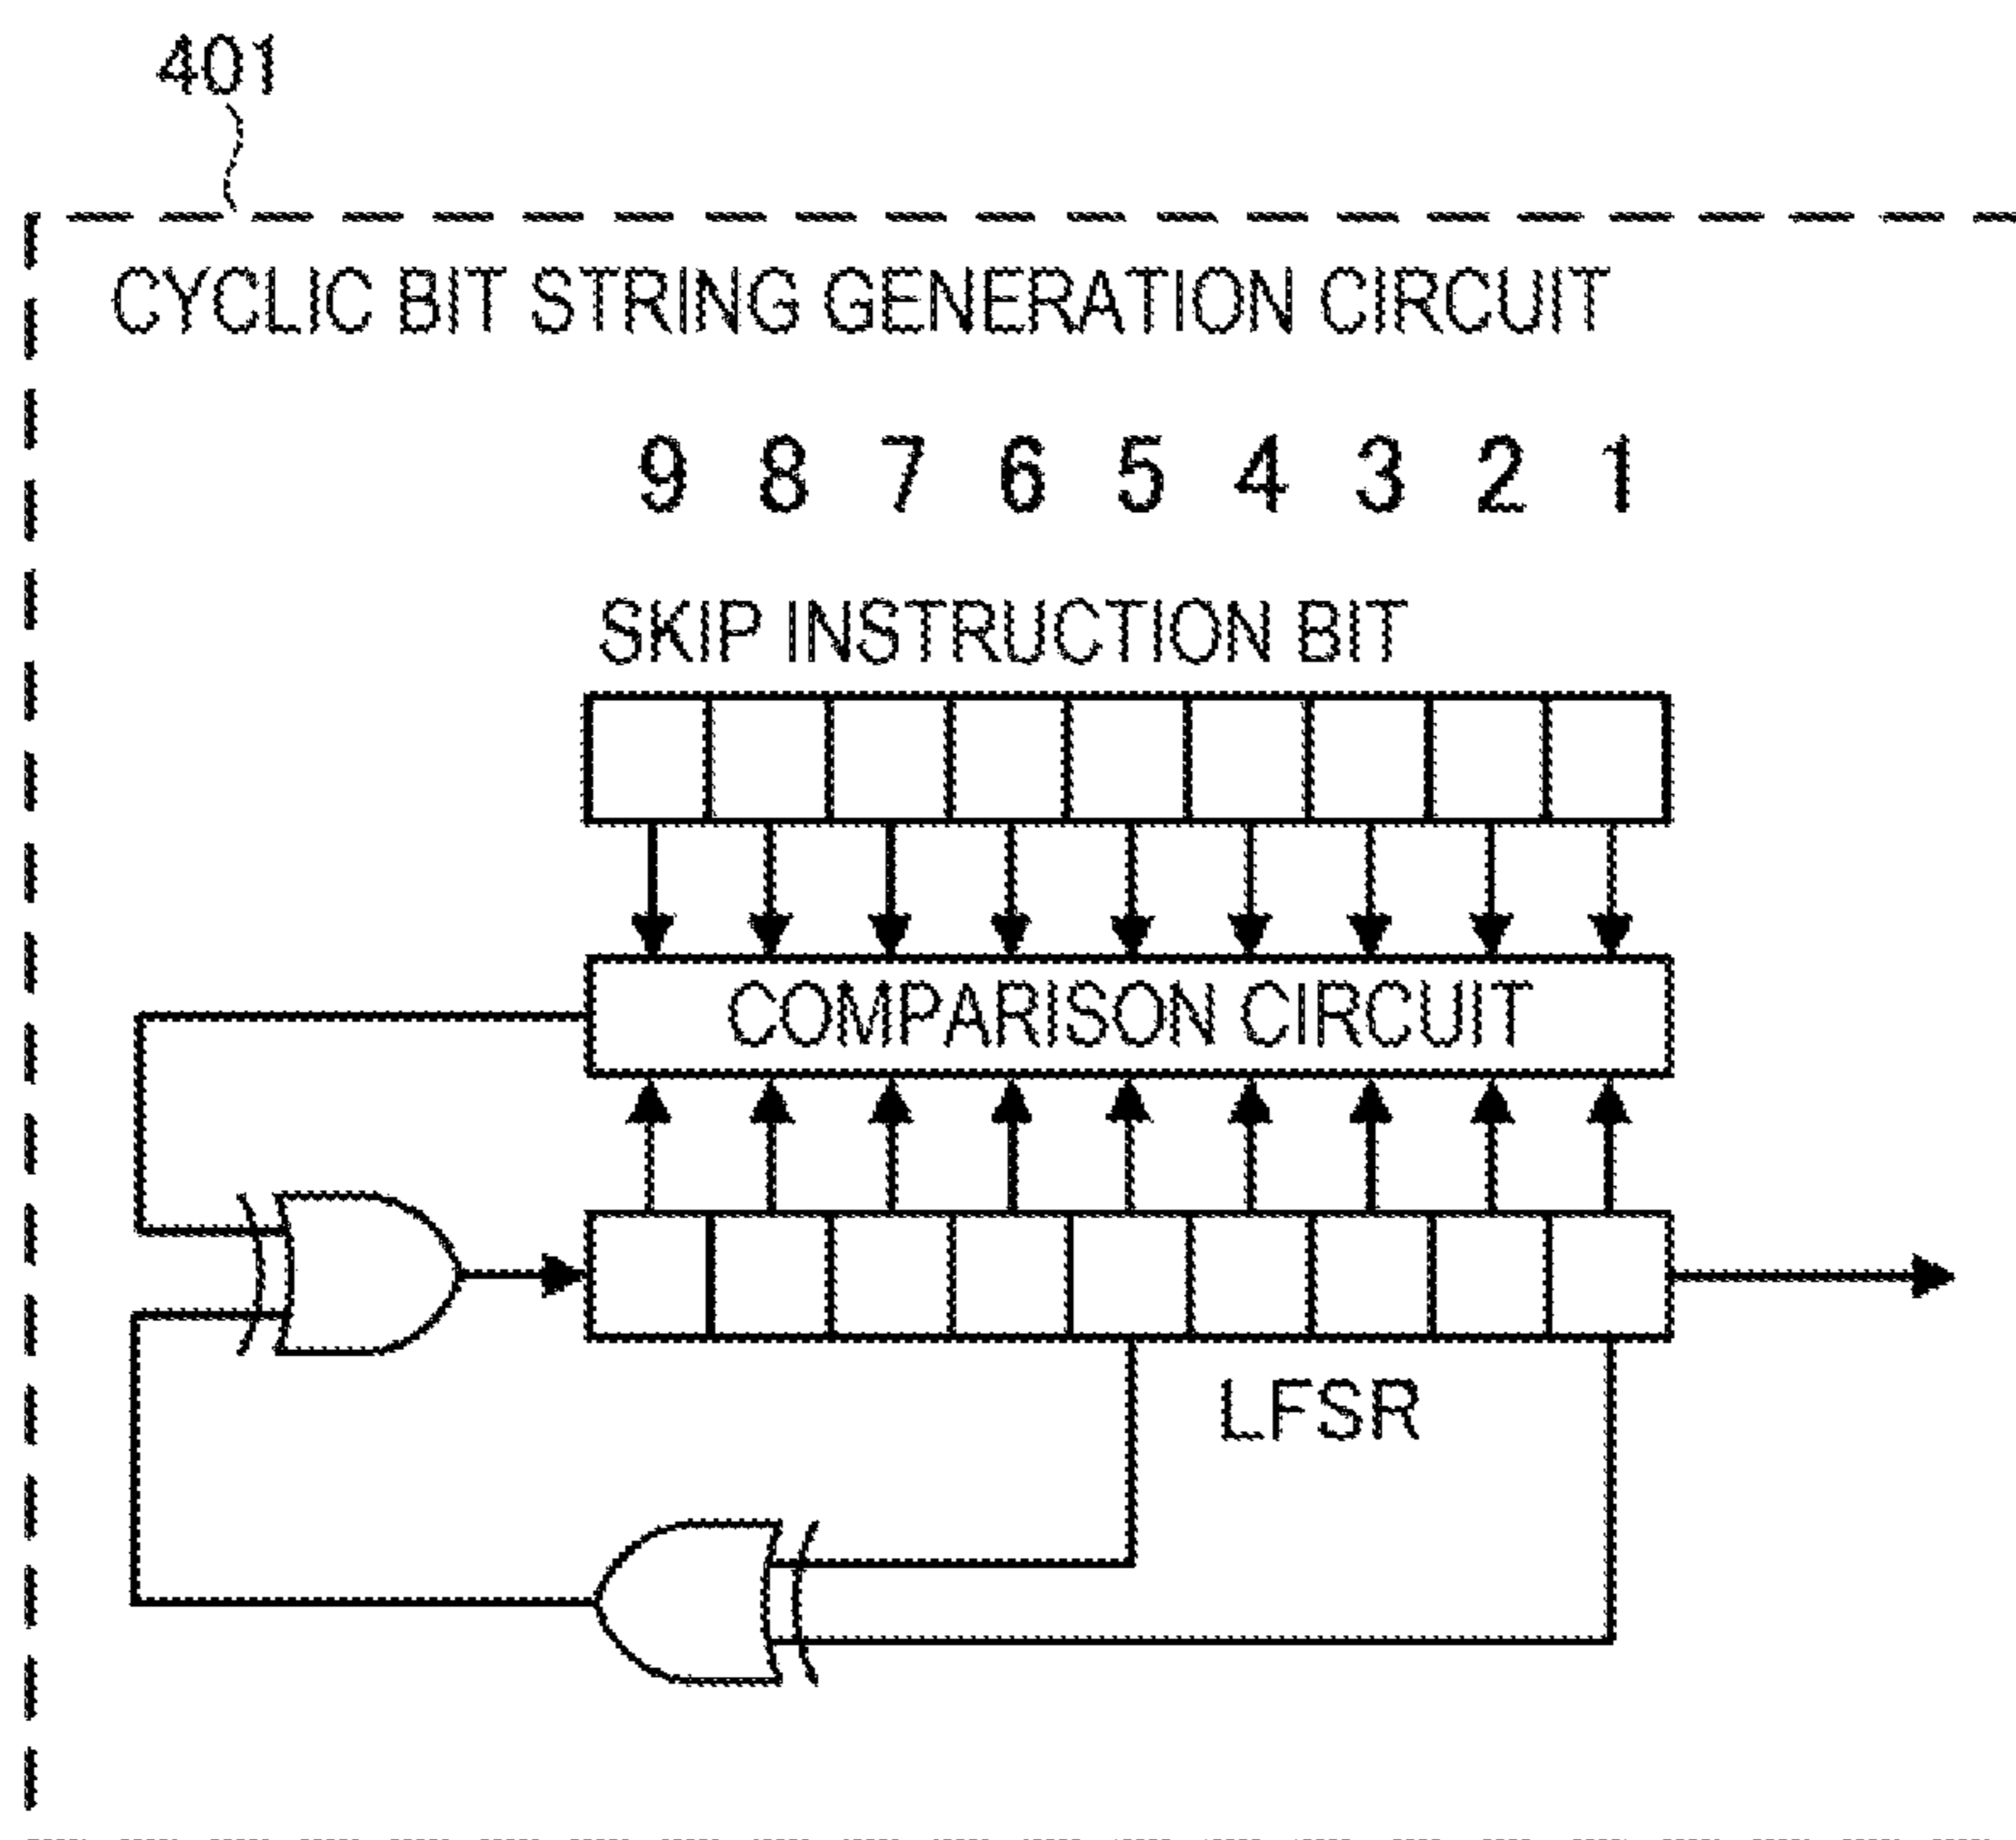 401
CYCLIC BIT STRING GENERATION CIRCUIT
9 8 7 6 5 4 3 2 1
SKIP INSTRUCTION BIT
COMPARISON CIRCUIT
LFSR